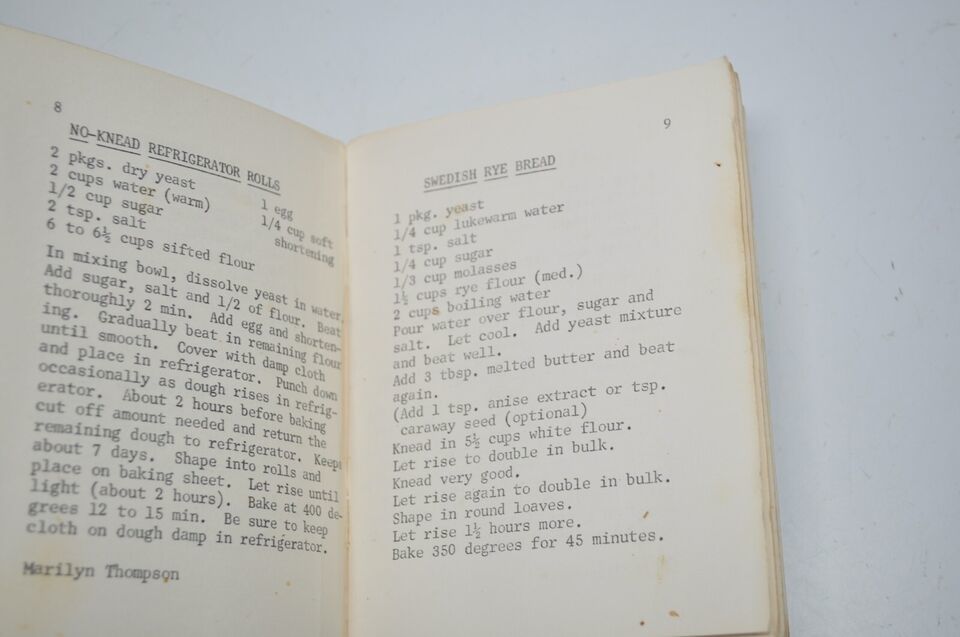 8
NO-KNEAD REFRIGERATOR ROLLS
2 pkgs. dry yeast
2 cups water (warm) 1 egg
1/2 cup sugar 1/4 cup soft
2 tsp. salt shortening
6 to 6½ cups sifted flour
In mixing bowl, dissolve yeast in water.
Add sugar, salt and 1/2 of flour. Beat
thoroughly 2 min. Add egg and shorten-
ing. Gradually beat in remaining flour
until smooth. Cover with damp cloth
and place in refrigerator. Punch down
occasionally as dough rises in refrig-
erator. About 2 hours before baking
cut off amount needed and return the
remaining dough to refrigerator. Keeps
about 7 days. Shape into rolls and
place on baking sheet. Let rise until
light (about 2 hours). Bake at 400 de-
grees 12 to 15 min. Be sure to keep
cloth on dough damp in refrigerator.
Marilyn Thompson
9
SWEDISH RYE BREAD
1 pkg. yeast
1/4 cup lukewarm water
1 tsp. salt
1/4 cup sugar
1/3 cup molasses
1½ cups rye flour (med.)
2 cups boiling water
Pour water over flour, sugar and
salt. Let cool. Add yeast mixture
and beat well.
Add 3 tbsp. melted butter and beat
again.
(Add 1 tsp. anise extract or tsp.
caraway seed (optional)
Knead in 5½ cups white flour.
Let rise to double in bulk.
Knead very good.
Let rise again to double in bulk.
Shape in round loaves.
Let rise 1½ hours more.
Bake 350 degrees for 45 minutes.